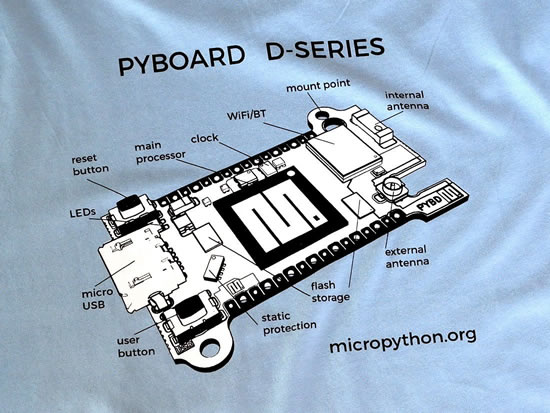 PYBOARD D-SERIES
mount point
internal
antenna
WiFi/BT
clock
main
processor
reset
button
LEDs
PYBD
micro
USB
external
antenna
flash
storage
static
protection
user
button
micropython.org